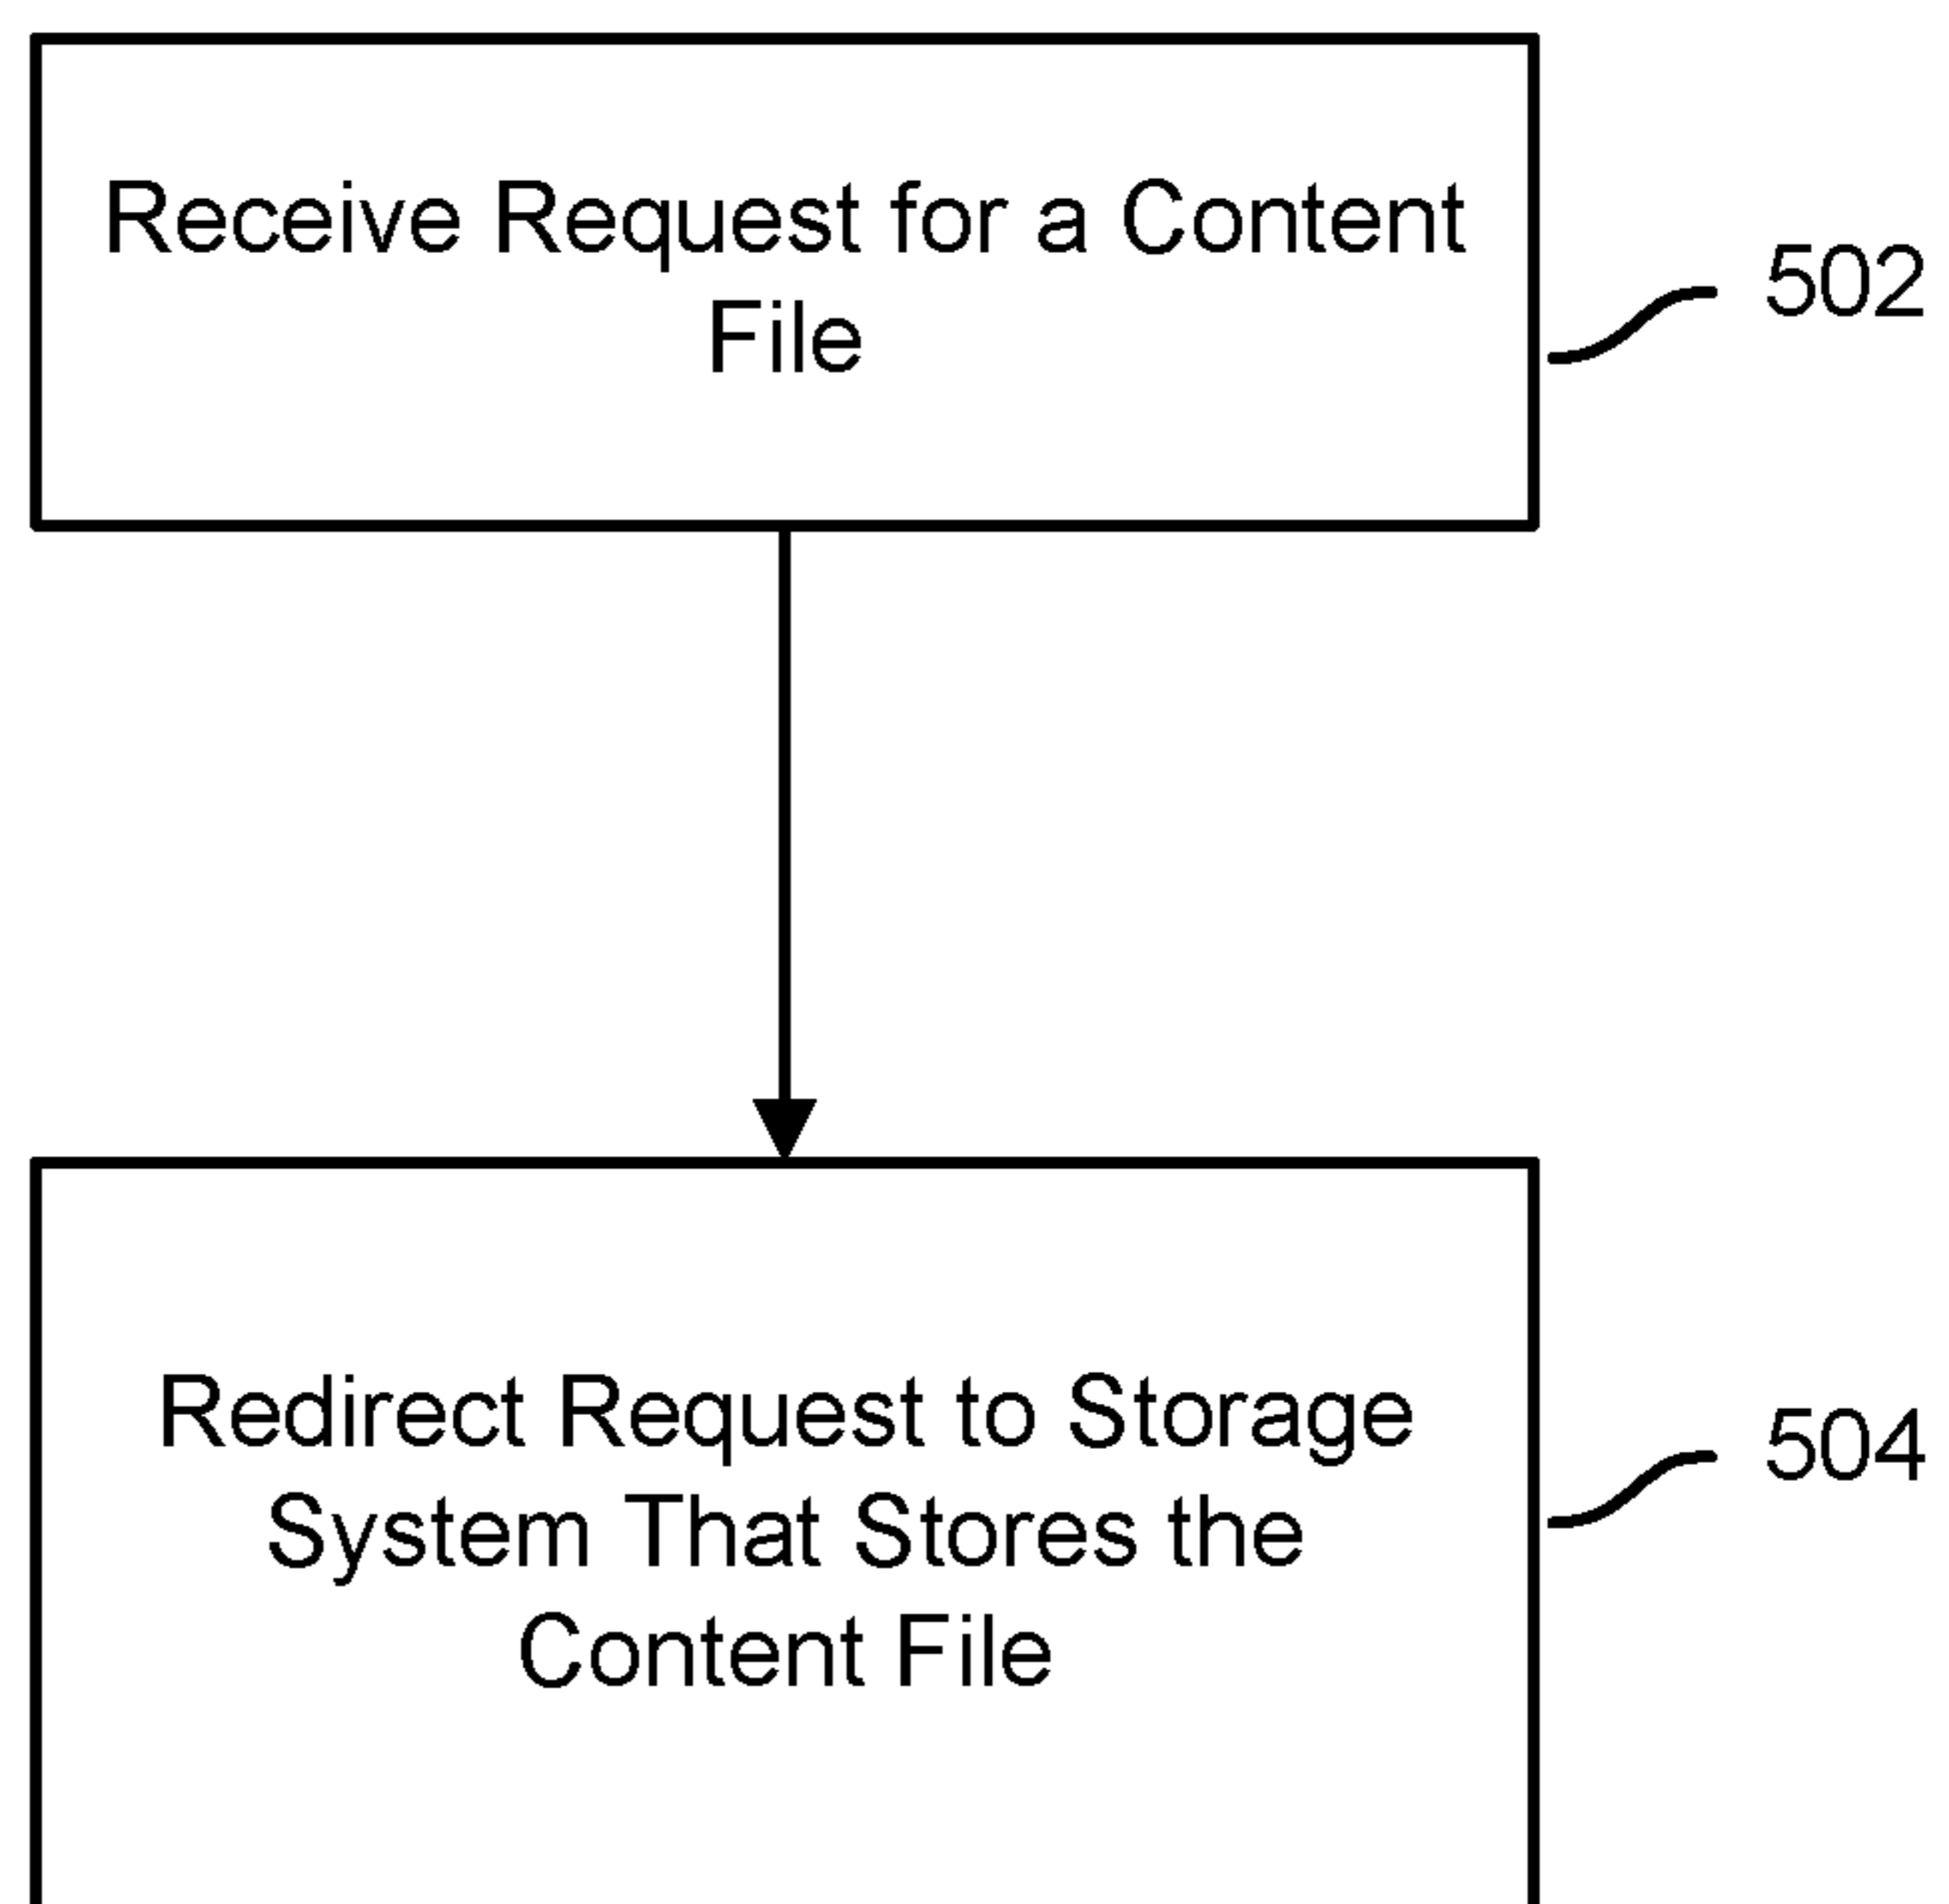 Receive Request for a Content
File
502
Redirect Request to Storage
System That Stores the
Content File
504